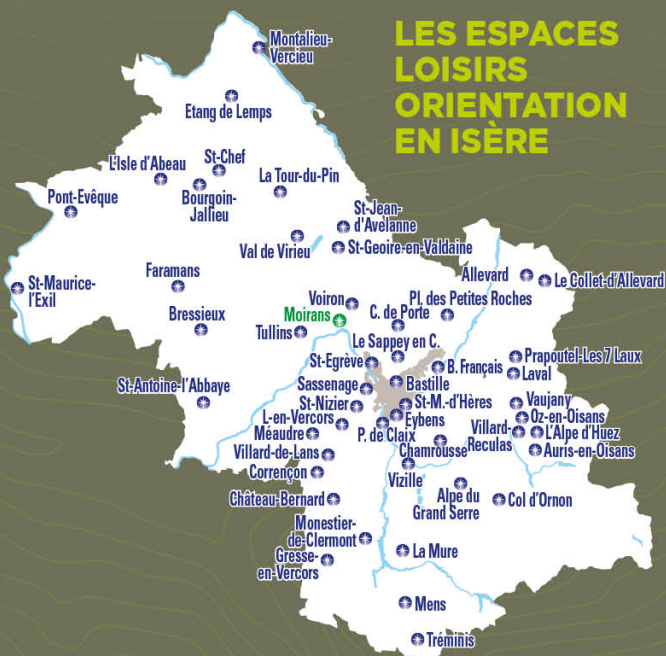 LES ESPACES
LOISIRS
ORIENTATION
EN ISÈRE
Montalieu-
Vercieu
Etang de Lemps
St-Chef
L'Isle d'Abeau
La Tour-du-Pin
Bourgoin-
Jallieu
Pont-Evêque
St-Jean-
d'Avelanne
Val de Virieu
St-Geoire-en-Valdaine
Allevard
Le Collet-d'Allevard
St-Maurice-
l'Exil
Faramans
Voiron
Pl. des Petites Roches
Moirans
C. de Porte
Bressieux
Tullins
Le Sappey en C.
St-Egrève
B. Français
Prapoutel-Les 7 Laux
Laval
St-Antoine-l'Abbaye
Sassenage
Bastille
St-Nizier
St-M.-d'Hères
Vaujany
L-en-Vercors
Eybens
Oz-en-Oisans
Méaudre
P. de Claix
Villard-
Reculas
L'Alpe d'Huez
Villard-de-Lans
Chamrousse
Auris-en-Oisans
Corrençon
Vizille
Château-Bernard
Alpe du
Grand Serre
Col d'Ornon
Monestier-
de-Clermont
Gresse-
en-Vercors
La Mure
Mens
Tréminis